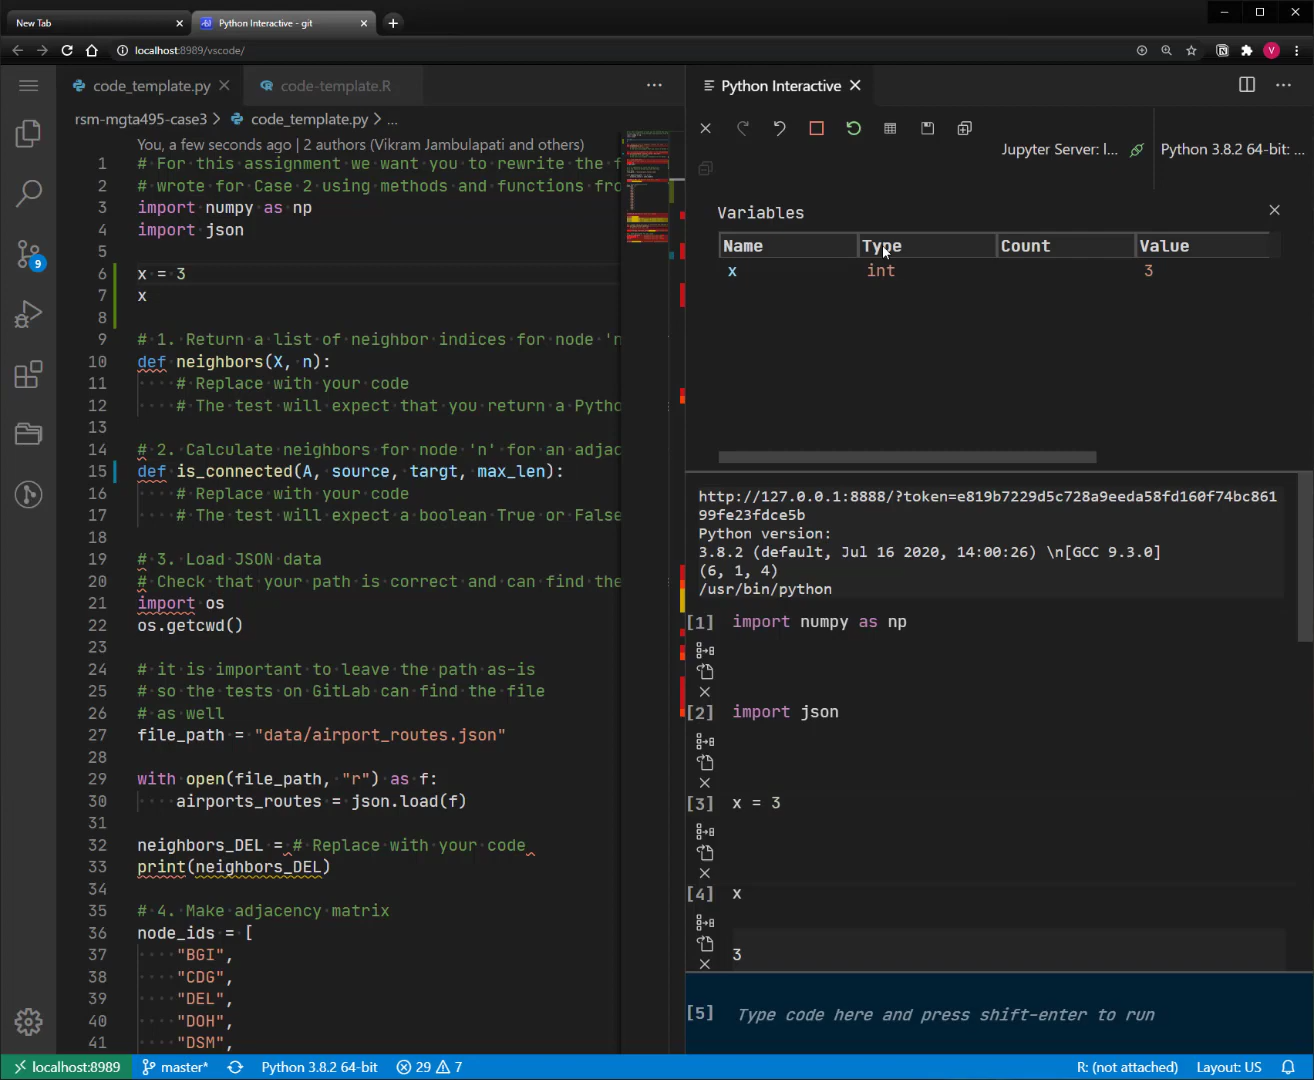 New Tab
Python Interactive - git
localhost:8989/vscode/
V
code_template.py
code-template.R
Python Interactive
rsm-mgta495-case3 > code_template.py > ...
You, a few seconds ago | 2 authors (Vikram Jambulapati and others)
1 # For this assignment we want you to rewrite the f
2 # wrote for Case 2 using methods and functions fro
3 import numpy as np
4 import json
5
6 x = 3
7 x
8
9 # 1. Return a list of neighbor indices for node 'n
10 def neighbors(X, n):
11 # Replace with your code
12 # The test will expect that you return a Pytho
13
14 # 2. Calculate neighbors for node 'n' for an adjac
15 def is_connected(A, source, targt, max_len):
16 # Replace with your code
17 # The test will expect a boolean True or False
18
19 # 3. Load JSON data
20 # Check that your path is correct and can find the
21 import os
22 os.getcwd()
23
24 # it is important to leave the path as-is
25 # so the tests on GitLab can find the file
26 # as well
27 file_path = "data/airport_routes.json"
28
29 with open(file_path, "r") as f:
30 airports_routes = json.load(f)
31
32 neighbors_DEL = # Replace with your code
33 print(neighbors_DEL)
34
35 # 4. Make adjacency matrix
36 node_ids = [
37 "BGI",
38 "CDG",
39 "DEL",
40 "DOH",
41 "DSM",
9
Jupyter Server: l...
Python 3.8.2 64-bit: ...
Variables
Name Type Count Value
x int 3
http://127.0.0.1:8888/?token=e819b7229d5c728a9eeda58fd160f74bc861
99fe23fdce5b
Python version:
3.8.2 (default, Jul 16 2020, 14:00:26) \n[GCC 9.3.0]
(6, 1, 4)
/usr/bin/python
[1] import numpy as np
[2] import json
[3] x = 3
[4] x
3
[5] Type code here and press shift-enter to run
localhost:8989
master*
Python 3.8.2 64-bit
29 7
R: (not attached)
Layout: US